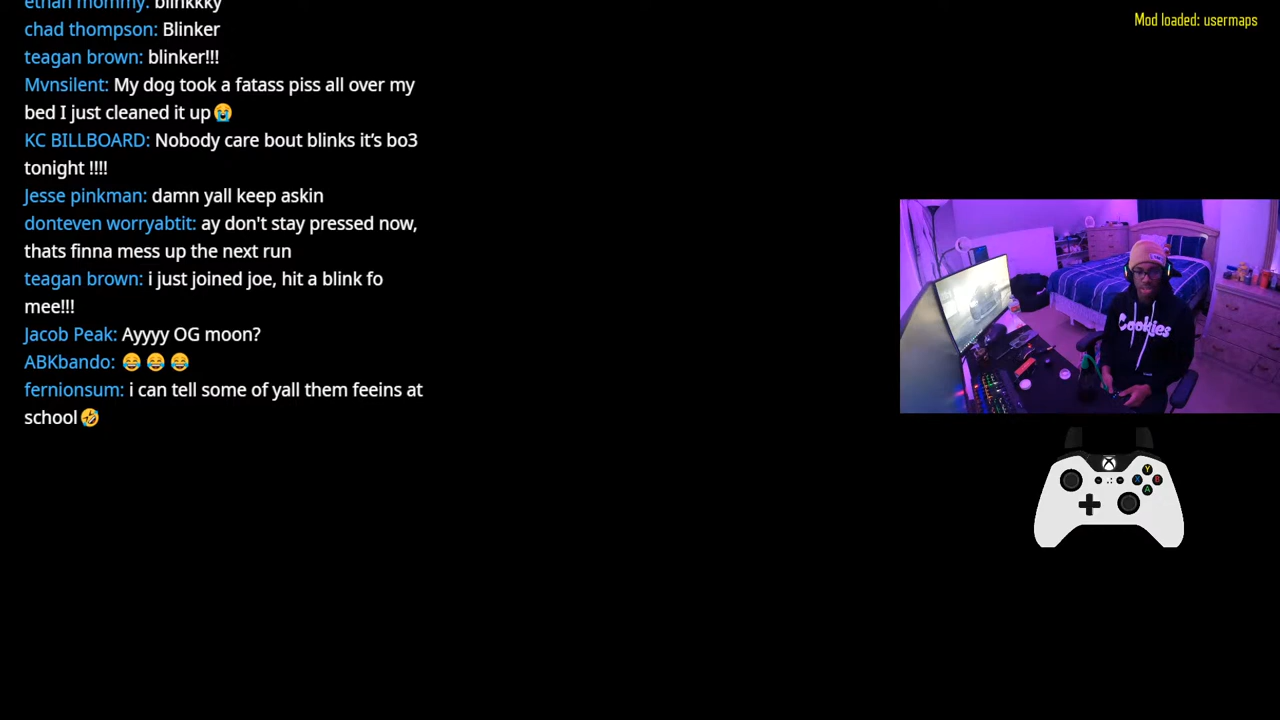 ethan mommy: blinkkky
Mod loaded: usermaps
chad thompson: Blinker
teagan brown: blinker!!!
Mvnsilent: My dog took a fatass piss all over my
bed I just cleaned it up😭
KC BILLBOARD: Nobody care bout blinks it’s bo3
tonight !!!!
Jesse pinkman: damn yall keep askin
donteven worryabtit: ay don't stay pressed now,
thats finna mess up the next run
teagan brown: i just joined joe, hit a blink fo
mee!!!
Jacob Peak: Ayyyy OG moon?
ABKbando: 😂 😂 😂
fernionsum: i can tell some of yall them feeins at
school🤣
Cookies
Y
X B
A